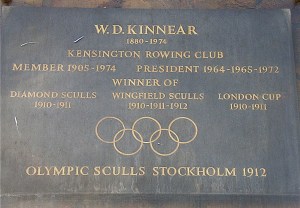 W.D. KINNEAR
1880-1974
KENSINGTON ROWING CLUB
MEMBER 1905-1974 PRESIDENT 1964-1965-1972
WINNER OF
DIAMOND SCULLS WINGFIELD SCULLS LONDON CUP
1910-1911 1910-1911-1912 1910-1911
OLYMPIC SCULLS STOCKHOLM 1912